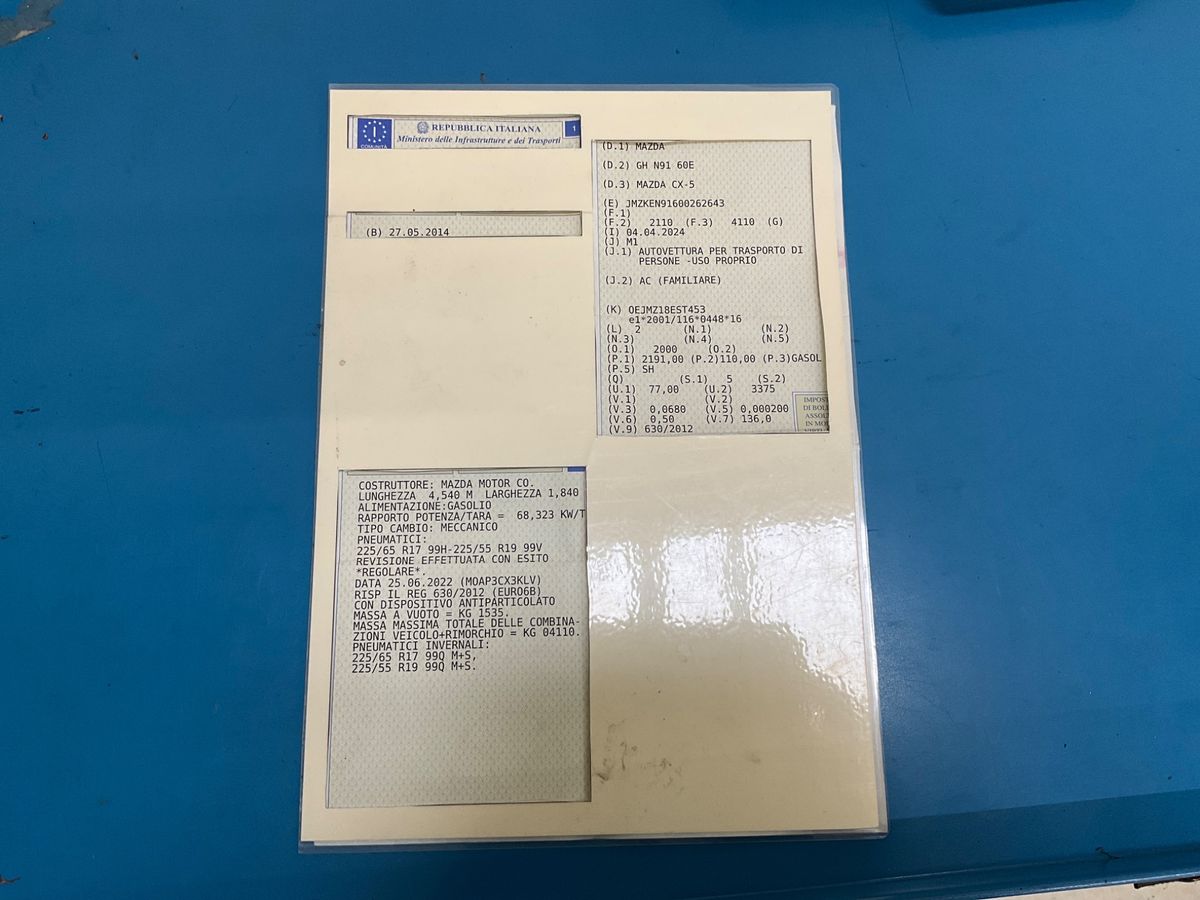 REPUBBLICA ITALIANA
Ministero delle Infrastrutture e dei Trasporti
I
COMUNITÀ
1
(B) 27.05.2014
(D.1) MAZDA
(D.2) GH N91 60E
(D.3) MAZDA CX-5
(E) JMZKEN91600262643
(F.1)
(F.2) 2110 (F.3) 4110 (G)
(I) 04.04.2024
(J) M1
(J.1) AUTOVETTURA PER TRASPORTO DI
PERSONE -USO PROPRIO
(J.2) AC (FAMILIARE)
(K) OEJMZ18EST453
e1*2001/116*0448*16
(L) 2 (N.1) (N.2)
(N.3) (N.4) (N.5)
(O.1) 2000 (O.2)
(P.1) 2191,00 (P.2)110,00 (P.3)GASOL
(P.5) SH
(Q) (S.1) 5 (S.2)
(U.1) 77,00 (U.2) 3375
(V.1) (V.2)
(V.3) 0,0680 (V.5) 0,000200
(V.6) 0,50 (V.7) 136,0
(V.9) 630/2012
IMPOST
DI BOL
ASSOL
IN MO
COSTRUTTORE: MAZDA MOTOR CO.
LUNGHEZZA 4,540 M LARGHEZZA 1,840
ALIMENTAZIONE:GASOLIO
RAPPORTO POTENZA/TARA = 68,323 KW/T
TIPO CAMBIO: MECCANICO
PNEUMATICI:
225/65 R17 99H-225/55 R19 99V
REVISIONE EFFETTUATA CON ESITO
*REGOLARE*.
DATA 25.06.2022 (MOAP3CX3KLV)
RISP IL REG 630/2012 (EURO6B)
CON DISPOSITIVO ANTIPARTICOLATO
MASSA A VUOTO = KG 1535.
MASSA MASSIMA TOTALE DELLE COMBINA-
ZIONI VEICOLO+RIMORCHIO = KG 04110.
PNEUMATICI INVERNALI:
225/65 R17 99Q M+S,
225/55 R19 99Q M+S.